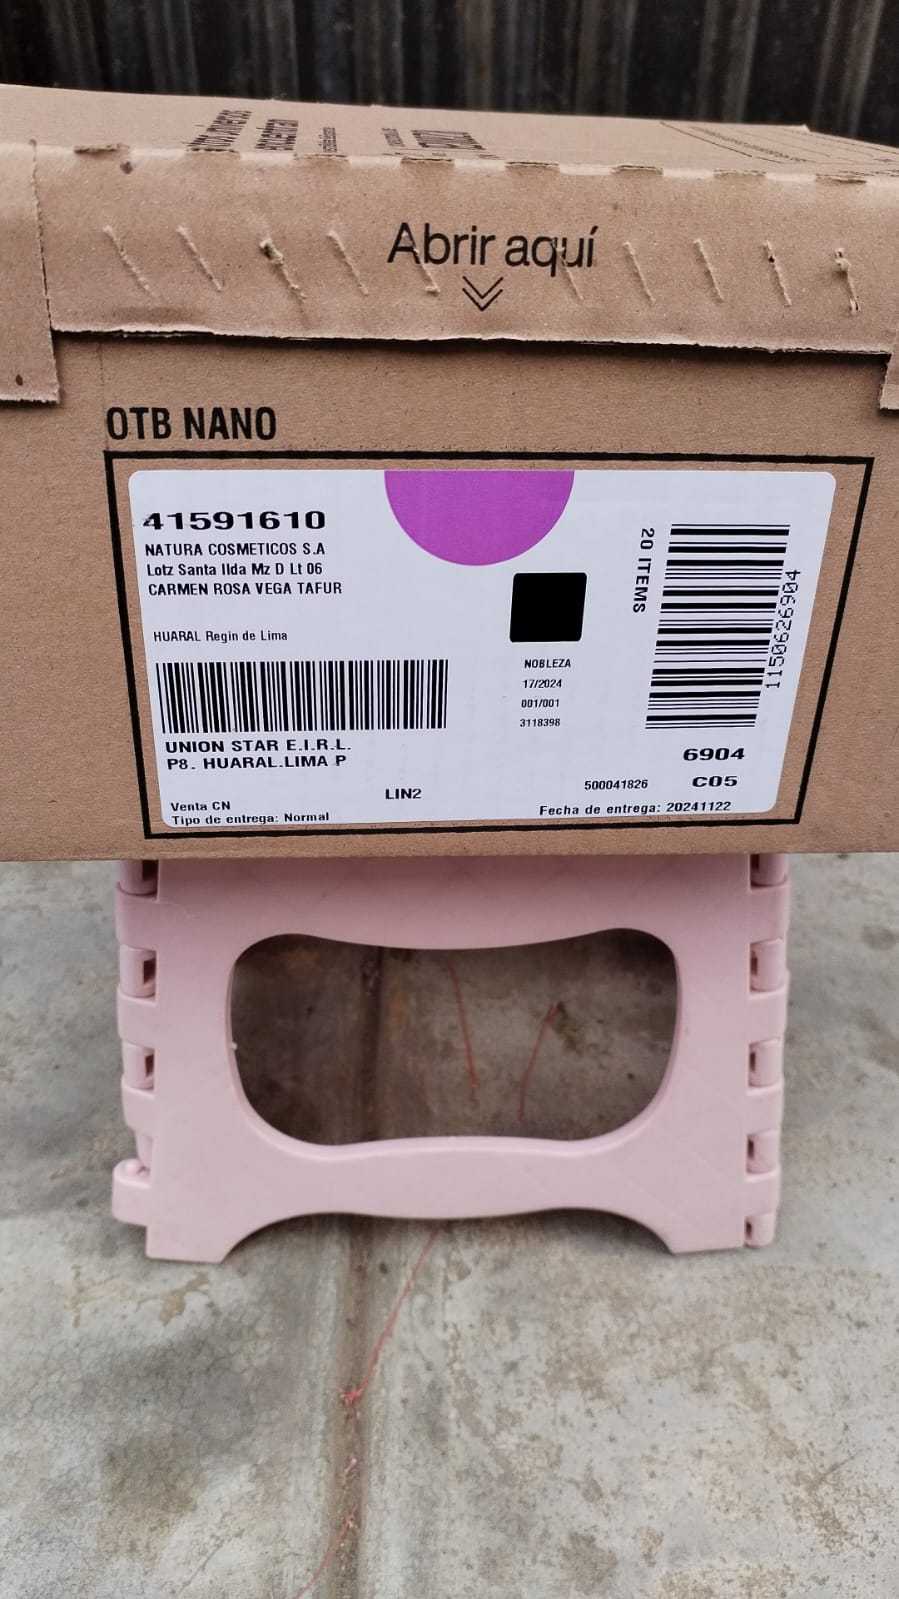 Abrir aquí
OTB NANO
41591610
NATURA COSMETICOS S.A
Lotz Santa Ilda Mz D Lt 06
CARMEN ROSA VEGA TAFUR
HUARAL Regin de Lima
UNION STAR E.I.R.L.
P8. HUARAL.LIMA P
LIN2
Venta CN
Tipo de entrega: Normal
NOBLEZA
17/2024
001/001
3118398
20 ITEMS
1150626904
6904
500041826
C05
Fecha de entrega: 20241122